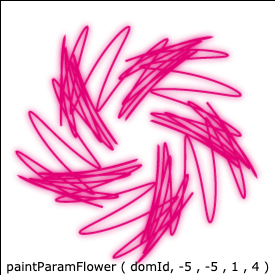 paintParamFlower ( domId, -5 , -5 , 1 , 4 )